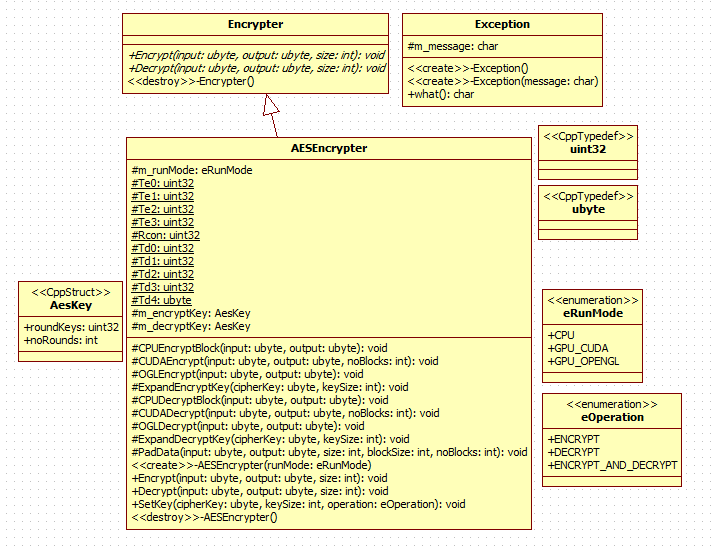 Encrypter
+Encrypt(input: ubyte, output: ubyte, size: int): void
+Decrypt(input: ubyte, output: ubyte, size: int): void
<<destroy>>-Encrypter()
Exception
#m_message: char
<<create>>-Exception()
<<create>>-Exception(message: char)
+what(): char
AESEncrypter
#m_runMode: eRunMode
#Te0: uint32
#Te1: uint32
#Te2: uint32
#Te3: uint32
#Rcon: uint32
#Td0: uint32
#Td1: uint32
#Td2: uint32
#Td3: uint32
#Td4: ubyte
#m_encryptKey: AesKey
#m_decryptKey: AesKey
#CPUEncryptBlock(input: ubyte, output: ubyte): void
#CUDAEncrypt(input: ubyte, output: ubyte, noBlocks: int): void
#OGLEncrypt(input: ubyte, output: ubyte): void
#ExpandEncryptKey(cipherKey: ubyte, keySize: int): void
#CPUDecryptBlock(input: ubyte, output: ubyte): void
#CUDADecrypt(input: ubyte, output: ubyte, noBlocks: int): void
#OGLDecrypt(input: ubyte, output: ubyte): void
#ExpandDecryptKey(cipherKey: ubyte, keySize: int): void
#PadData(input: ubyte, output: ubyte, size: int, blockSize: int, noBlocks: int): void
<<create>>-AESEncrypter(runMode: eRunMode)
+Encrypt(input: ubyte, output: ubyte, size: int): void
+Decrypt(input: ubyte, output: ubyte, size: int): void
+SetKey(cipherKey: ubyte, keySize: int, operation: eOperation): void
<<destroy>>-AESEncrypter()
<<CppTypedef>>
uint32
<<CppTypedef>>
ubyte
<<CppStruct>>
AesKey
+roundKeys: uint32
+noRounds: int
<<enumeration>>
eRunMode
+CPU
+GPU_CUDA
+GPU_OPENGL
<<enumeration>>
eOperation
+ENCRYPT
+DECRYPT
+ENCRYPT_AND_DECRYPT